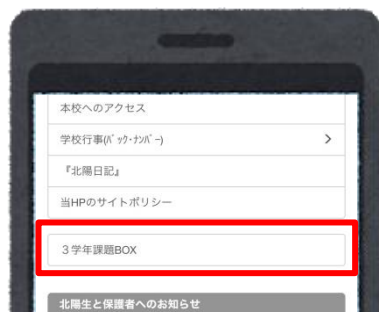 本校へのアクセス
学校行事(ﾊﾞｯｸ･ﾅﾝﾊﾞｰ)
『北陽日記』
当HPのサイトポリシー
３学年課題BOX
北陽生と保護者へのお知らせ